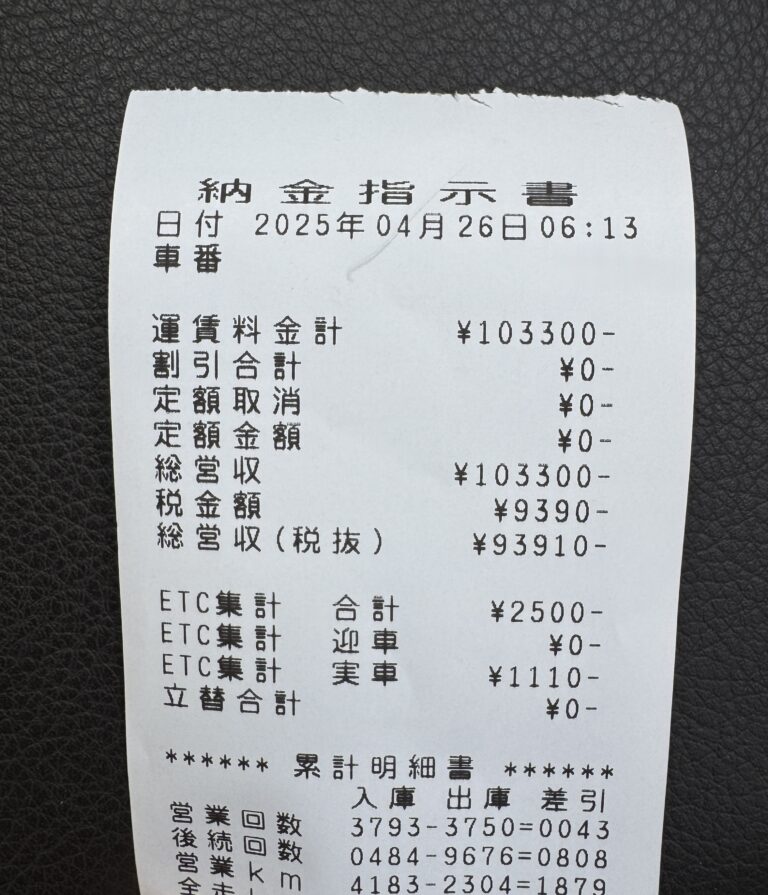 納金指示書
日付 2025年04月26日06:13
車番
運賃料金計 ¥103300-
割引合計 ¥0-
定額取消 ¥0-
定額金額 ¥0-
総営収 ¥103300-
税金額 ¥9390-
総営収(税抜) ¥93910-
ETC集計 合計 ¥2500-
ETC集計 迎車 ¥0-
ETC集計 実車 ¥1110-
立替合計 ¥0-
****** 累計明細書 ******
入庫 出庫 差引
営業回数 3793-3750=0043
後続回数 0484-9676=0808
営業km 4183-2304=1879
全走